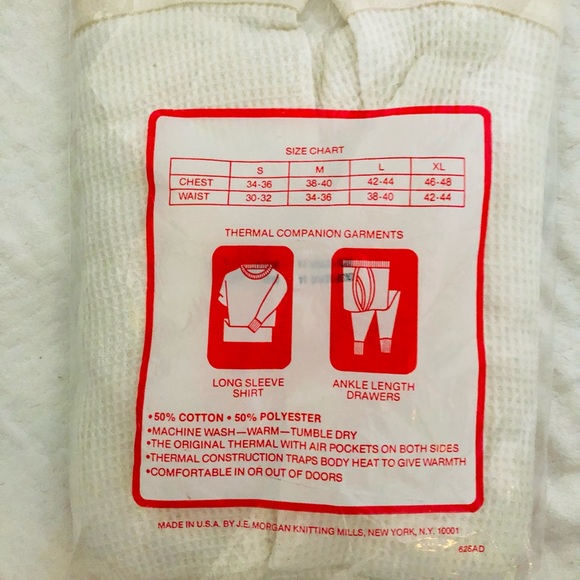 SIZE CHART
S M L XL
CHEST 34-36 38-40 42-44 46-48
WAIST 30-32 34-36 38-40 42-44
THERMAL COMPANION GARMENTS
LONG SLEEVE SHIRT
ANKLE LENGTH DRAWERS
•50% COTTON • 50% POLYESTER
•MACHINE WASH—WARM—TUMBLE DRY
•THE ORIGINAL THERMAL WITH AIR POCKETS ON BOTH SIDES
•THERMAL CONSTRUCTION TRAPS BODY HEAT TO GIVE WARMTH
•COMFORTABLE IN OR OUT OF DOORS
MADE IN U.S.A. BY J.E. MORGAN KNITTING MILLS, NEW YORK, N.Y. 10001
625AD